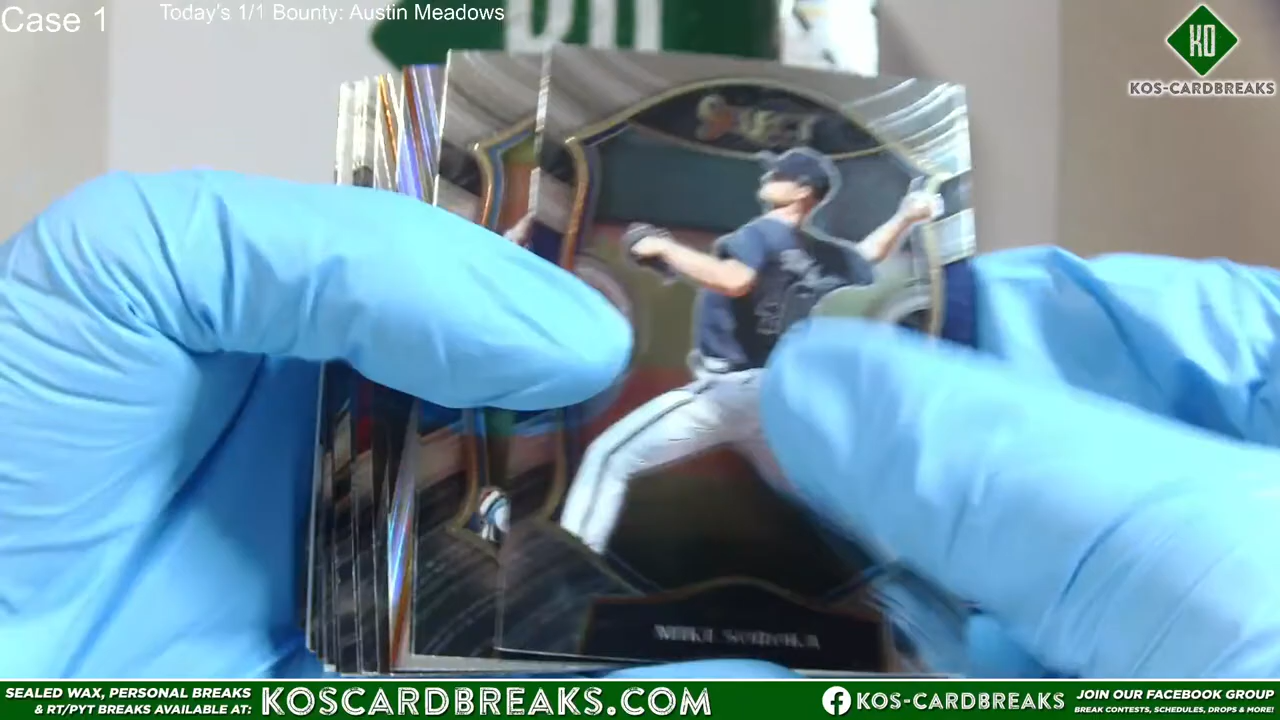 Case 1
Today's 1/1 Bounty: Austin Meadows
KO
KOS-CARDBREAKS
SELECT
MIKE SOROKA
SEALED WAX, PERSONAL BREAKS
& RT/PYT BREAKS AVAILABLE AT:
KOSCARDBREAKS.COM
KOS-CARDBREAKS
JOIN OUR FACEBOOK GROUP
BREAK CONTESTS, SCHEDULES, DROPS & MORE!